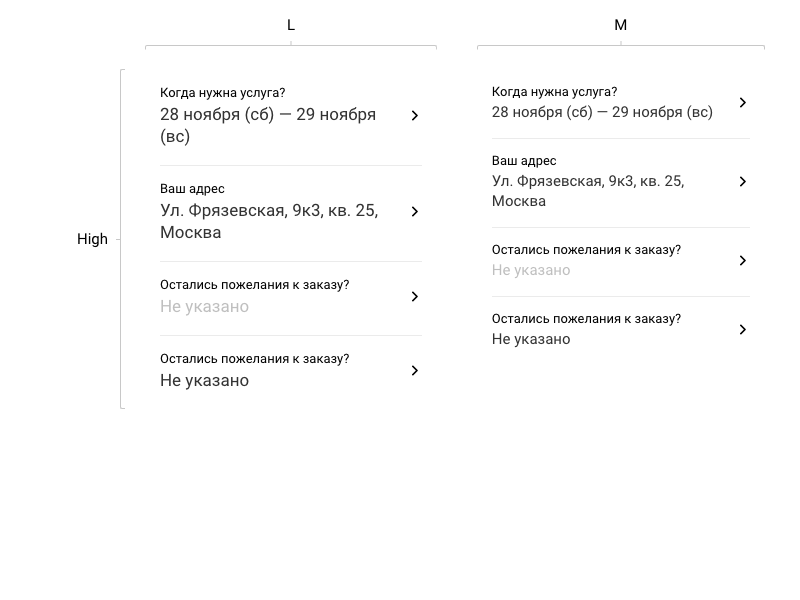 L
M
High
Когда нужна услуга?
28 ноября (сб) — 29 ноября
(вс)
Ваш адрес
Ул. Фрязевская, 9к3, кв. 25,
Москва
Остались пожелания к заказу?
Не указано
Остались пожелания к заказу?
Не указано
Когда нужна услуга?
28 ноября (сб) — 29 ноября (вс)
Ваш адрес
Ул. Фрязевская, 9к3, кв. 25,
Москва
Остались пожелания к заказу?
Не указано
Остались пожелания к заказу?
Не указано